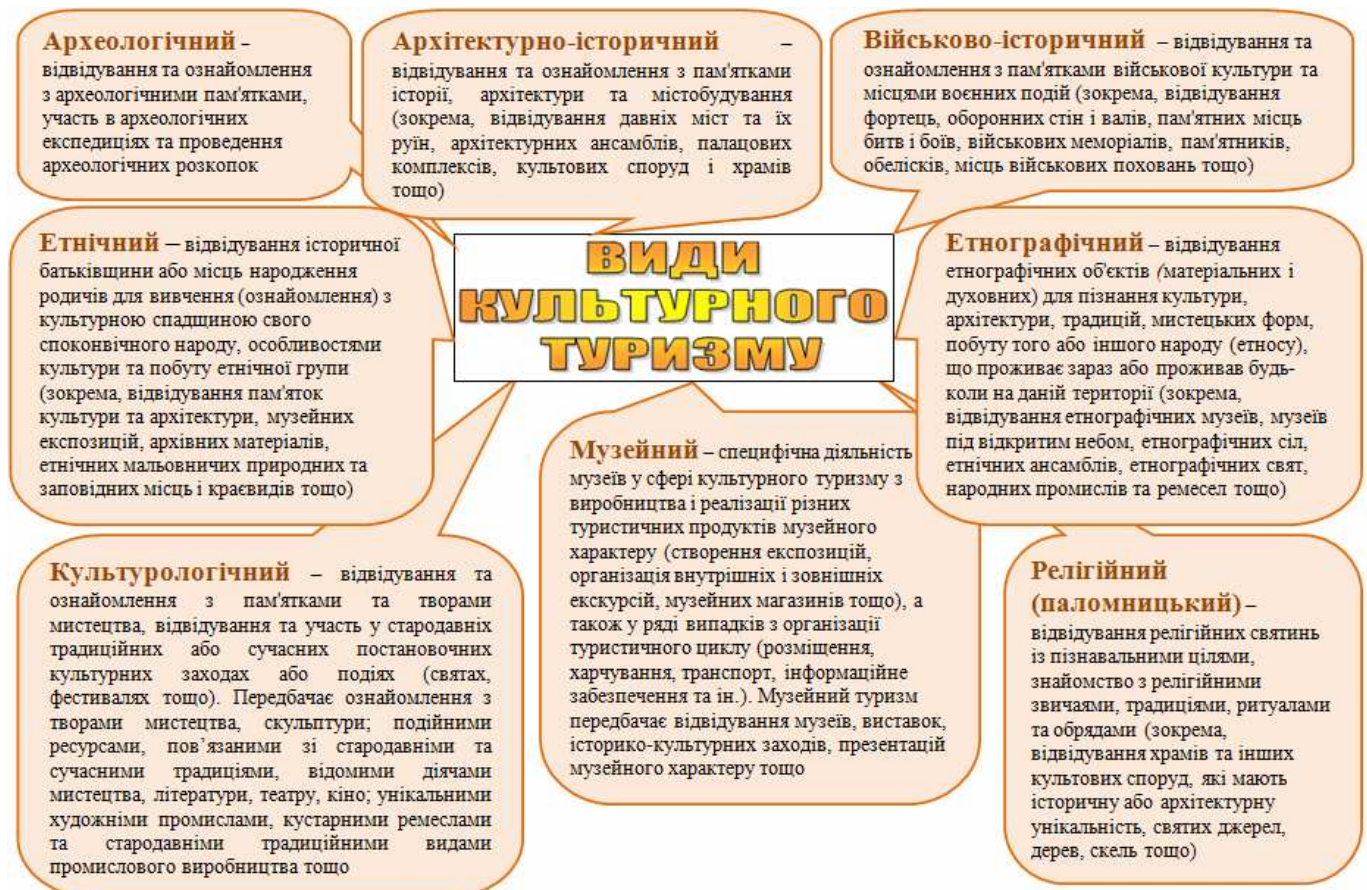 Археологічний -
відвідування та ознайомлення
з археологічними пам'ятками,
участь в археологічних
експедиціях та проведення
археологічних розкопок
Архітектурно-історичний –
відвідування та ознайомлення з пам'ятками
історії, архітектури та містобудування
(зокрема, відвідування давніх міст та їх
руїн, архітектурних ансамблів, палацових
комплексів, культових споруд і храмів
тощо)
Військово-історичний – відвідування та
ознайомлення з пам'ятками військової культури та
місцями воєнних подій (зокрема, відвідування
фортець, оборонних стін і валів, пам'ятних місць
битв і боїв, військових меморіалів, пам'ятників,
обелісків, місць військових поховань тощо)
Етнічний – відвідування історичної
батьківщини або місць народження
родичів для вивчення (ознайомлення) з
культурною спадщиною свого
споконвічного народу, особливостями
культури та побуту етнічної групи
(зокрема, відвідування пам'яток
культури та архітектури, музейних
експозицій, архівних матеріалів,
етнічних мальовничих природних та
заповідних місць і краєвидів тощо)
ВИДИ
КУЛЬТУРНОГО
ТУРИЗМУ
Етнографічний – відвідування
етнографічних об'єктів (матеріальних і
духовних) для пізнання культури,
архітектури, традицій, мистецьких форм,
побуту того або іншого народу (етносу),
що проживає зараз або проживав будь-
коли на даній території (зокрема,
відвідування етнографічних музеїв, музеїв
під відкритим небом, етнографічних сіл,
етнічних ансамблів, етнографічних свят,
народних промислів та ремесел тощо)
Культурологічний – відвідування та
ознайомлення з пам'ятками та творами
мистецтва, відвідування та участь у стародавніх
традиційних або сучасних постановочних
культурних заходах або подіях (святах,
фестивалях тощо). Передбачає ознайомлення з
творами мистецтва, скульптури; подійними
ресурсами, пов’язаними зі стародавніми та
сучасними традиціями, відомими діячами
мистецтва, літератури, театру, кіно; унікальними
художніми промислами, кустарними ремеслами
та стародавніми традиційними видами
промислового виробництва тощо
Музейний – специфічна діяльність
музеїв у сфері культурного туризму з
виробництва і реалізації різних
туристичних продуктів музейного
характеру (створення експозицій,
організація внутрішніх і зовнішніх
екскурсій, музейних магазинів тощо), а
також у ряді випадків з організації
туристичного циклу (розміщення,
харчування, транспорт, інформаційне
забезпечення та ін.). Музейний туризм
передбачає відвідування музеїв, виставок,
історико-культурних заходів, презентацій
музейного характеру тощо
Релігійний
(паломницький) –
відвідування релігійних святинь
із пізнавальними цілями,
знайомство з релігійними
звичаями, традиціями, ритуалами
та обрядами (зокрема,
відвідування храмів та інших
культових споруд, які мають
історичну або архітектурну
унікальність, святих джерел,
дерев, скель тощо)